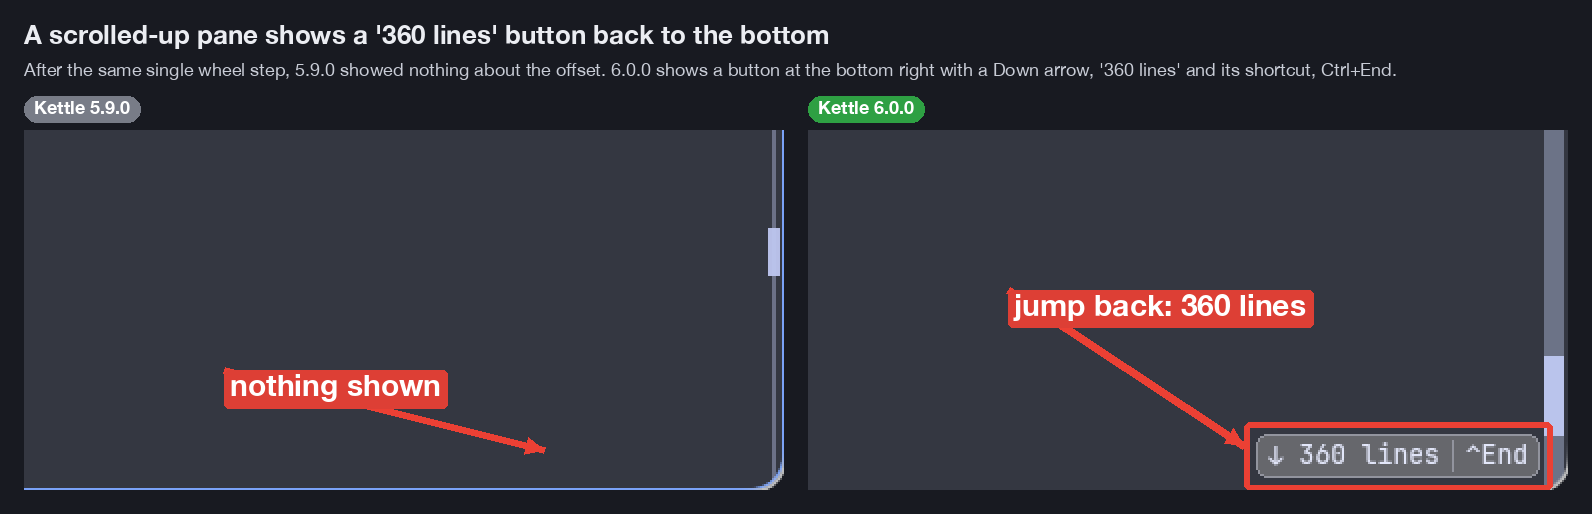 A scrolled-up pane shows a '360 lines' button back to the bottom
After the same single wheel step, 5.9.0 showed nothing about the offset. 6.0.0 shows a button at the bottom right with a Down arrow, '360 lines' and its shortcut, Ctrl+End.
Kettle 5.9.0
Kettle 6.0.0
nothing shown
jump back: 360 lines
↓ 360 lines ^End